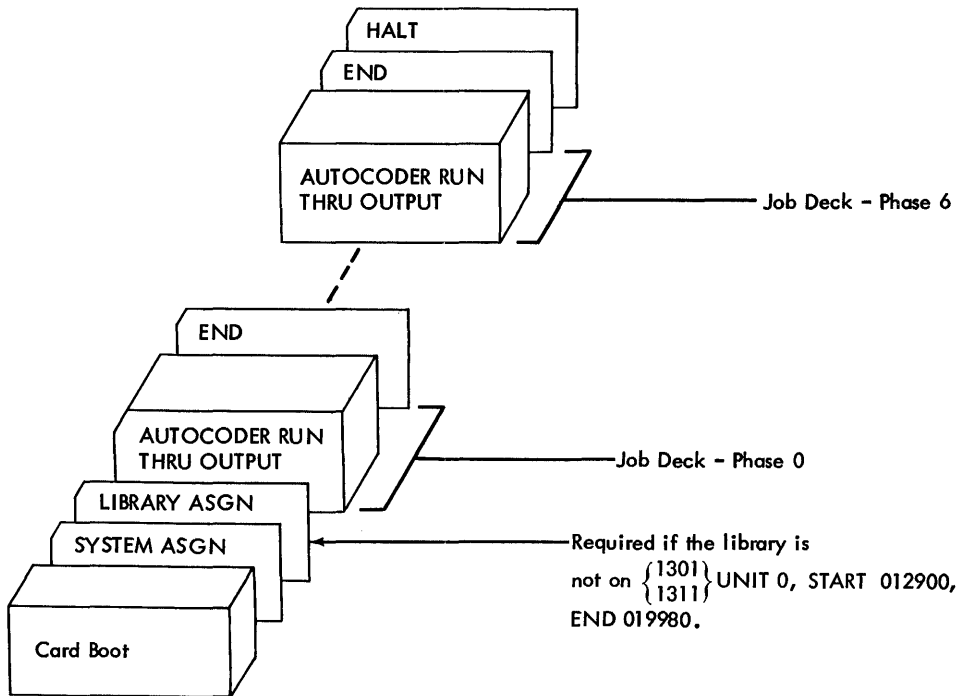 HALT
END
AUTOCODER RUN
THRU OUTPUT
Job Deck - Phase 6
END
AUTOCODER RUN
THRU OUTPUT
Job Deck - Phase 0
LIBRARY ASGN
SYSTEM ASGN
Required if the library is
not on {1301
1311} UNIT 0, START 012900,
END 019980.
Card Boot